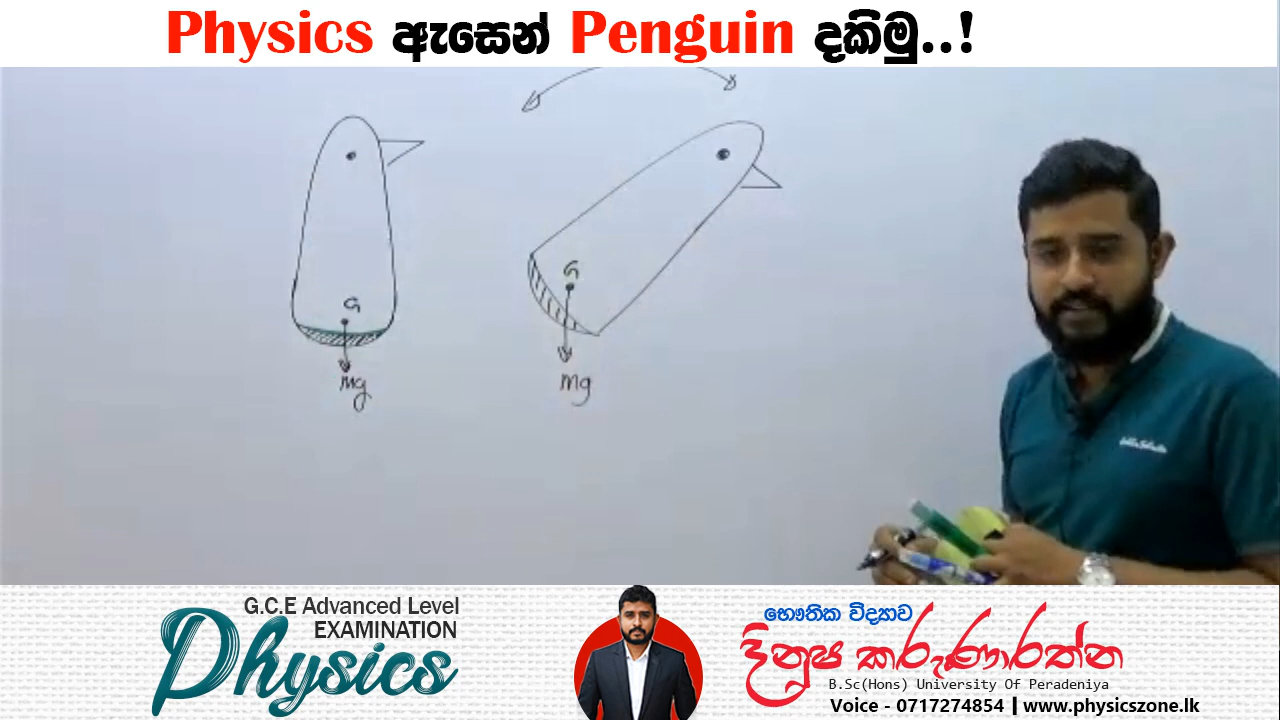 Physics ඇසෙන් Penguin දකිමු..!
G
mg
G
mg
G.C.E Advanced Level
EXAMINATION
Physics
භෞතික විද්‍යාව
දිනුෂ කරුණාරත්න
B.Sc(Hons) University Of Peradeniya
Voice - 0717274854 | www.physicszone.lk